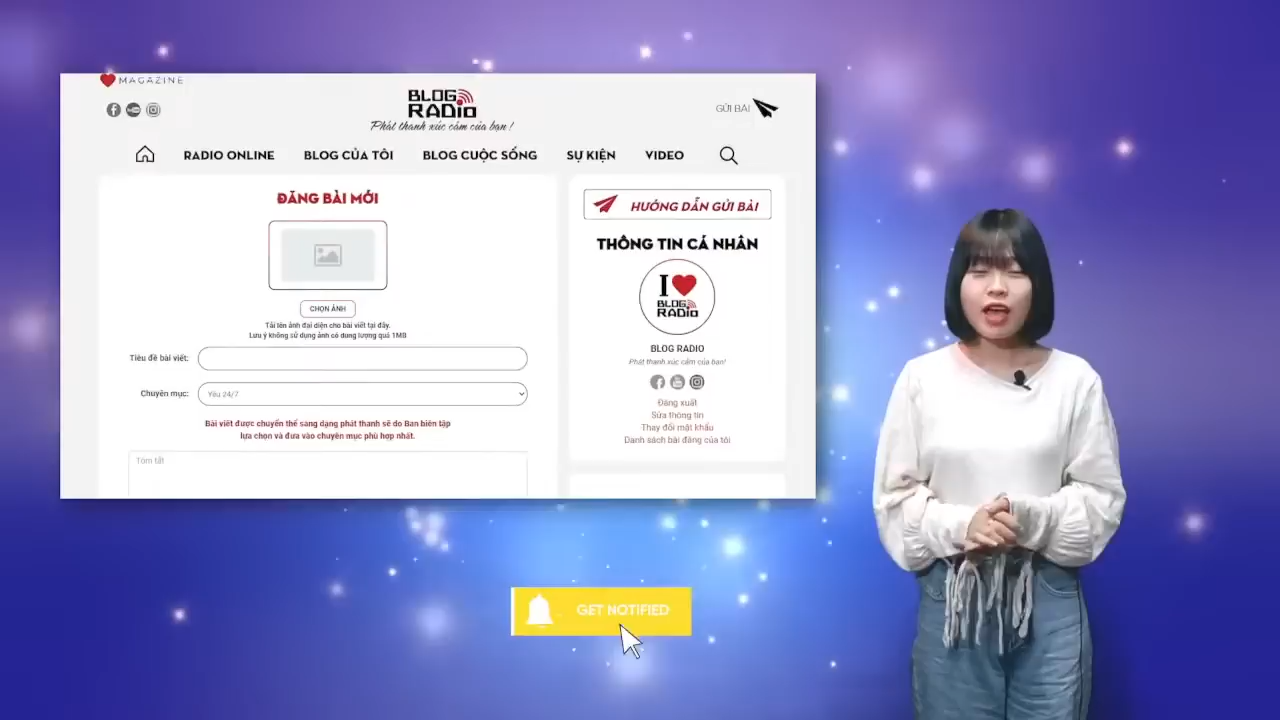 MAGAZINE
BLOG
RADIO
Phát thanh xúc cảm của bạn !
GỬI BÀI
RADIO ONLINE
BLOG CỦA TÔI
BLOG CUỘC SỐNG
SỰ KIỆN
VIDEO
ĐĂNG BÀI MỚI
CHỌN ẢNH
Tải lên ảnh đại diện cho bài viết tại đây.
Lưu ý không sử dụng ảnh có dung lượng quá 1MB
Tiêu đề bài viết:
Chuyên mục:
Yêu 24/7
Bài viết được chuyển thể sang dạng phát thanh sẽ do Ban biên tập
lựa chọn và đưa vào chuyên mục phù hợp nhất.
Tóm tắt
HƯỚNG DẪN GỬI BÀI
THÔNG TIN CÁ NHÂN
I
BLOG
RADIO
BLOG RADIO
Phát thanh xúc cảm của bạn!
Đăng xuất
Sửa thông tin
Thay đổi mật khẩu
Danh sách bài đăng của tôi
GET NOTIFIED